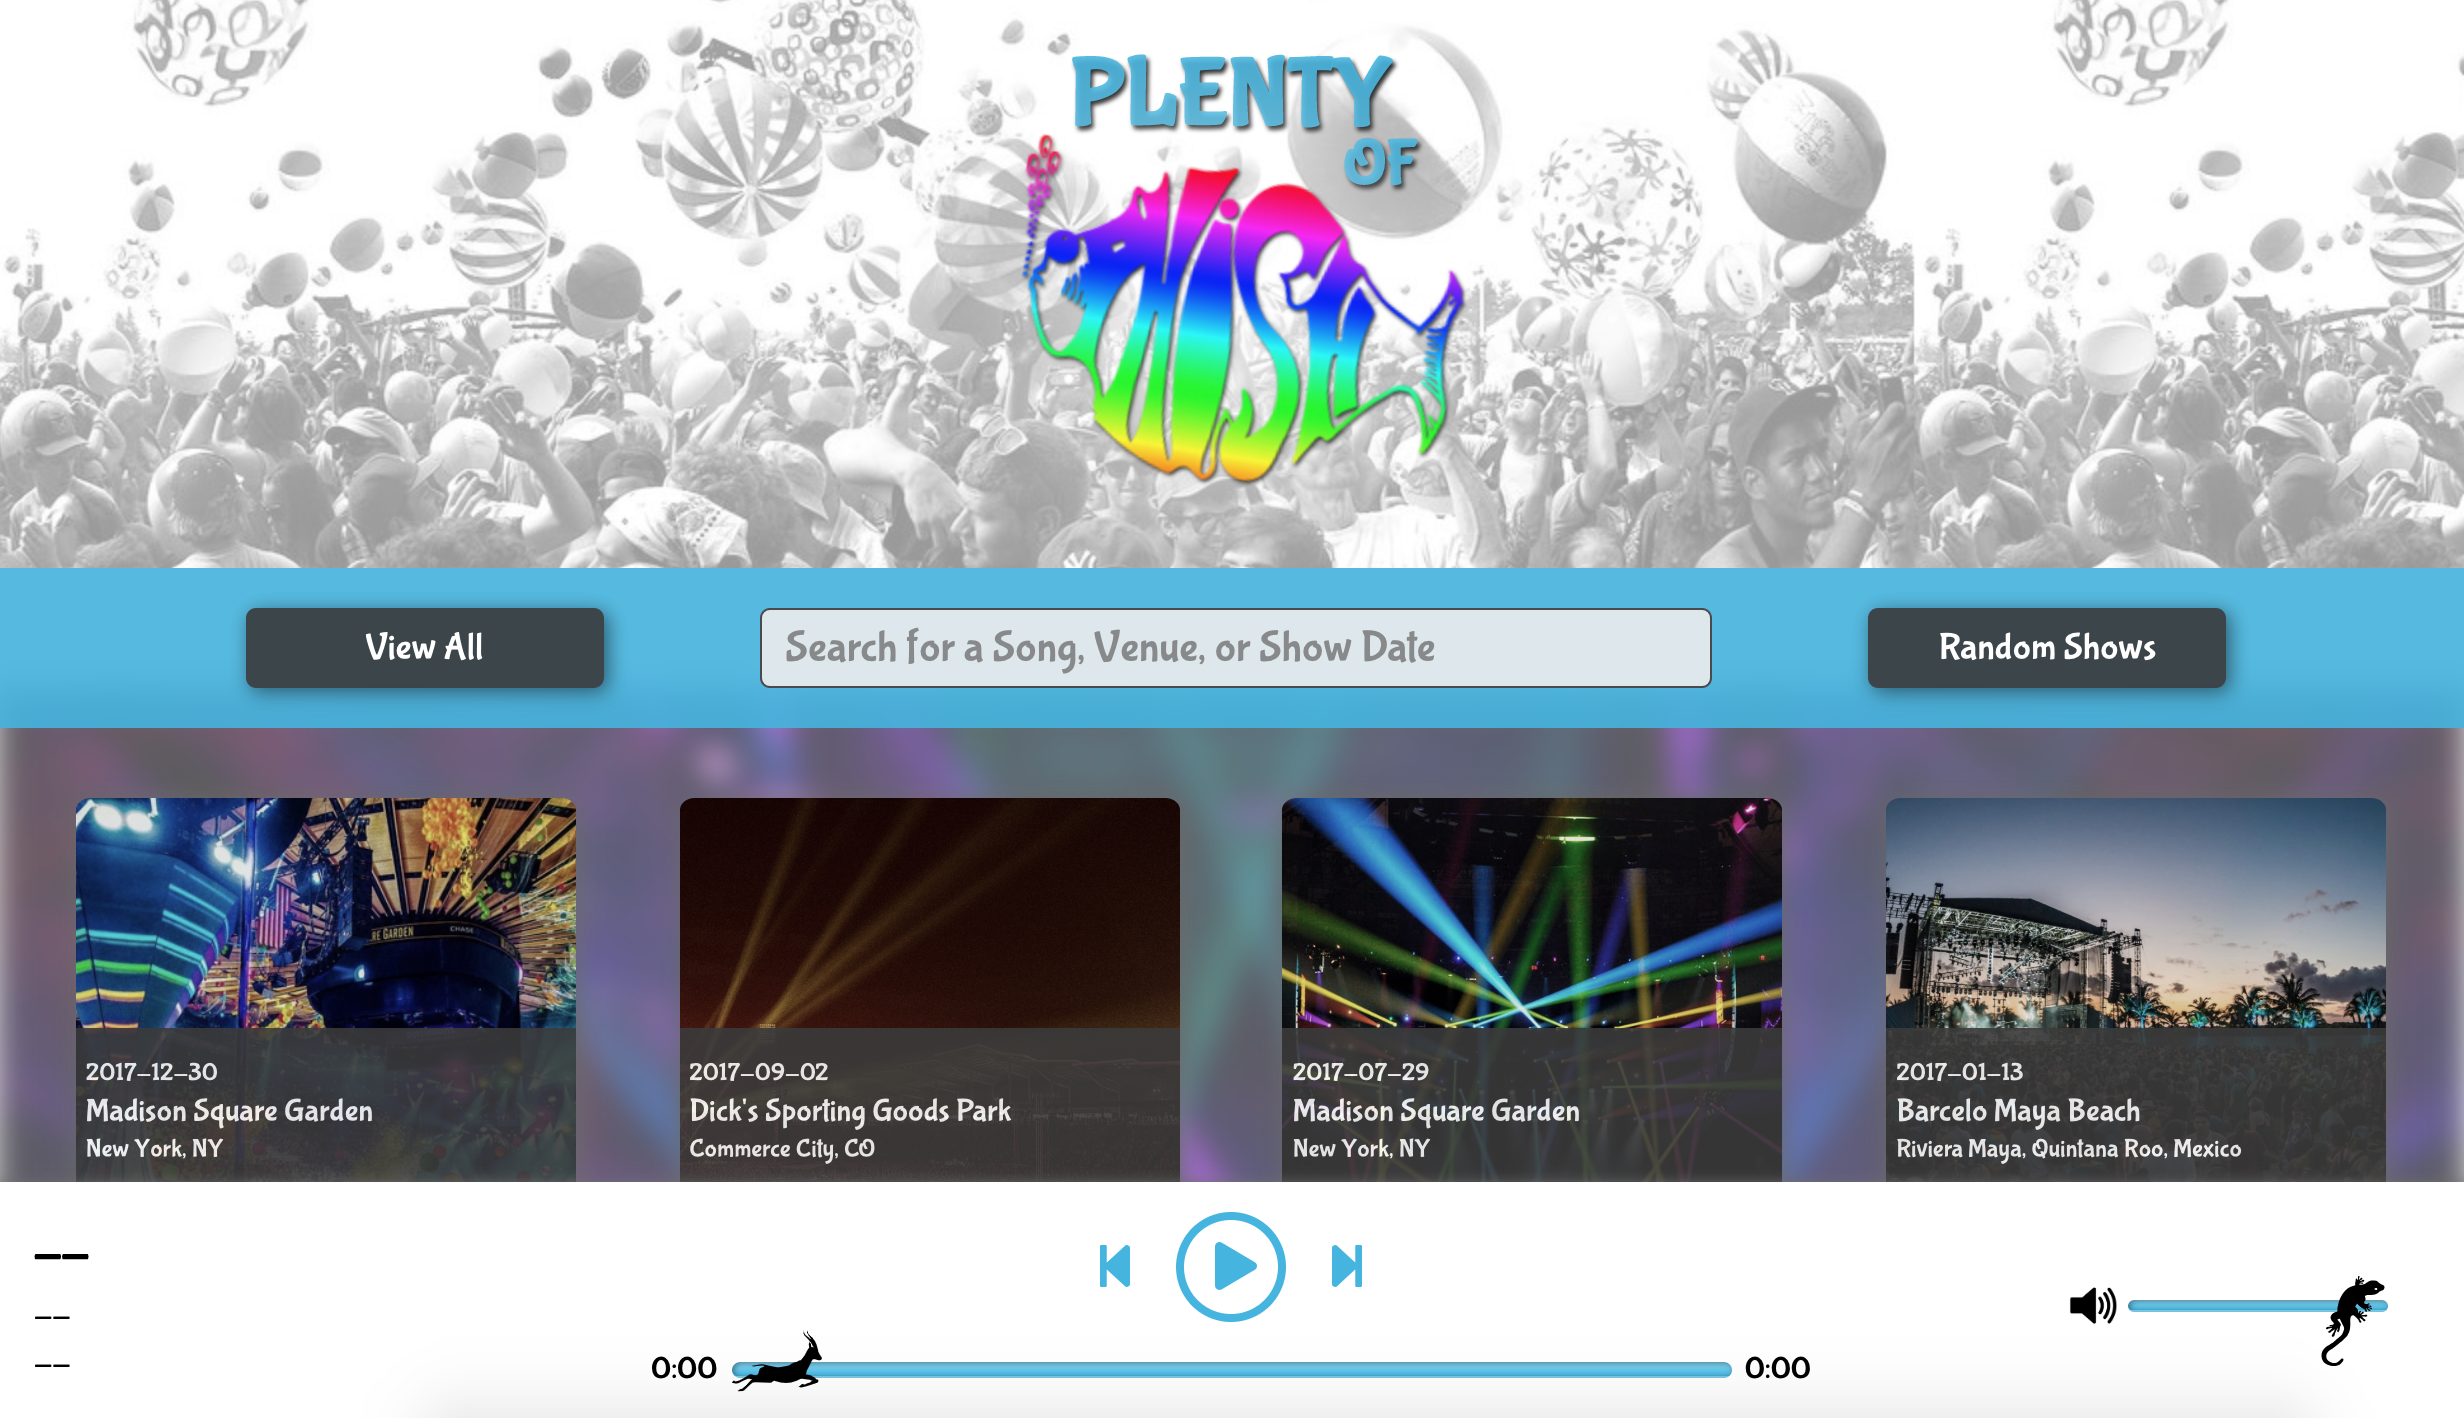 PLENTY
OF
PHiSH
View All
Search for a Song, Venue, or Show Date
Random Shows
RE GARDEN
CHASE
2017-12-30
Madison Square Garden
New York, NY
2017-09-02
Dick's Sporting Goods Park
Commerce City, CO
2017-07-29
Madison Square Garden
New York, NY
2017-01-13
Barcelo Maya Beach
Riviera Maya, Quintana Roo, Mexico
--
--
--
0:00
0:00